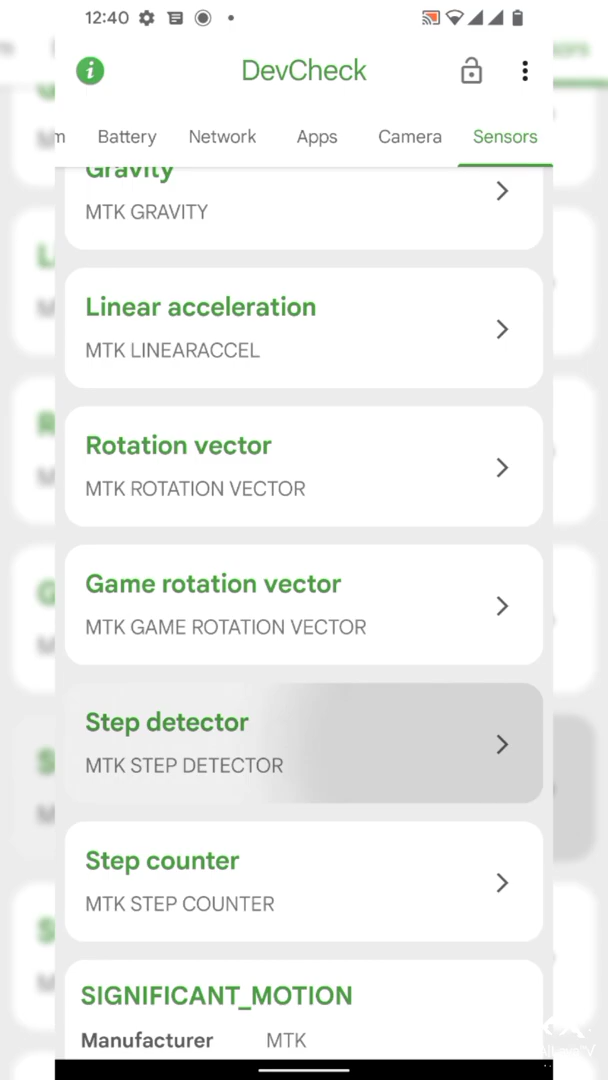 12:40
DevCheck
m Battery Network Apps Camera Sensors
Gravity
MTK GRAVITY
Linear acceleration
MTK LINEARACCEL
Rotation vector
MTK ROTATION VECTOR
Game rotation vector
MTK GAME ROTATION VECTOR
Step detector
MTK STEP DETECTOR
Step counter
MTK STEP COUNTER
SIGNIFICANT_MOTION
Manufacturer MTK